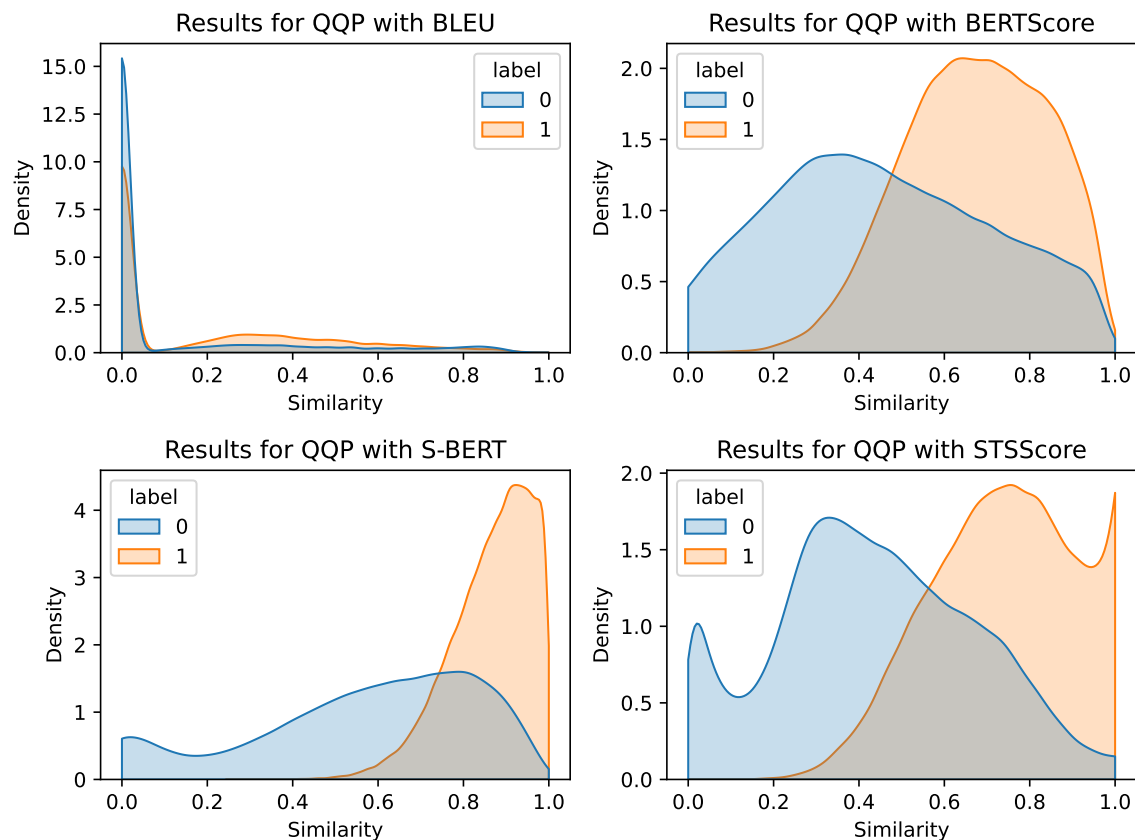 Results for QQP with BLEU
label
0
1
Density
15.0
12.5
10.0
7.5
5.0
2.5
0.0
0.0 0.2 0.4 0.6 0.8 1.0
Similarity
Results for QQP with BERTScore
label
0
1
Density
2.0
1.5
1.0
0.5
0.0
0.0 0.2 0.4 0.6 0.8 1.0
Similarity
Results for QQP with S-BERT
label
0
1
Density
4
3
2
1
0
0.0 0.2 0.4 0.6 0.8 1.0
Similarity
Results for QQP with STSScore
label
0
1
Density
2.0
1.5
1.0
0.5
0.0
0.0 0.2 0.4 0.6 0.8 1.0
Similarity